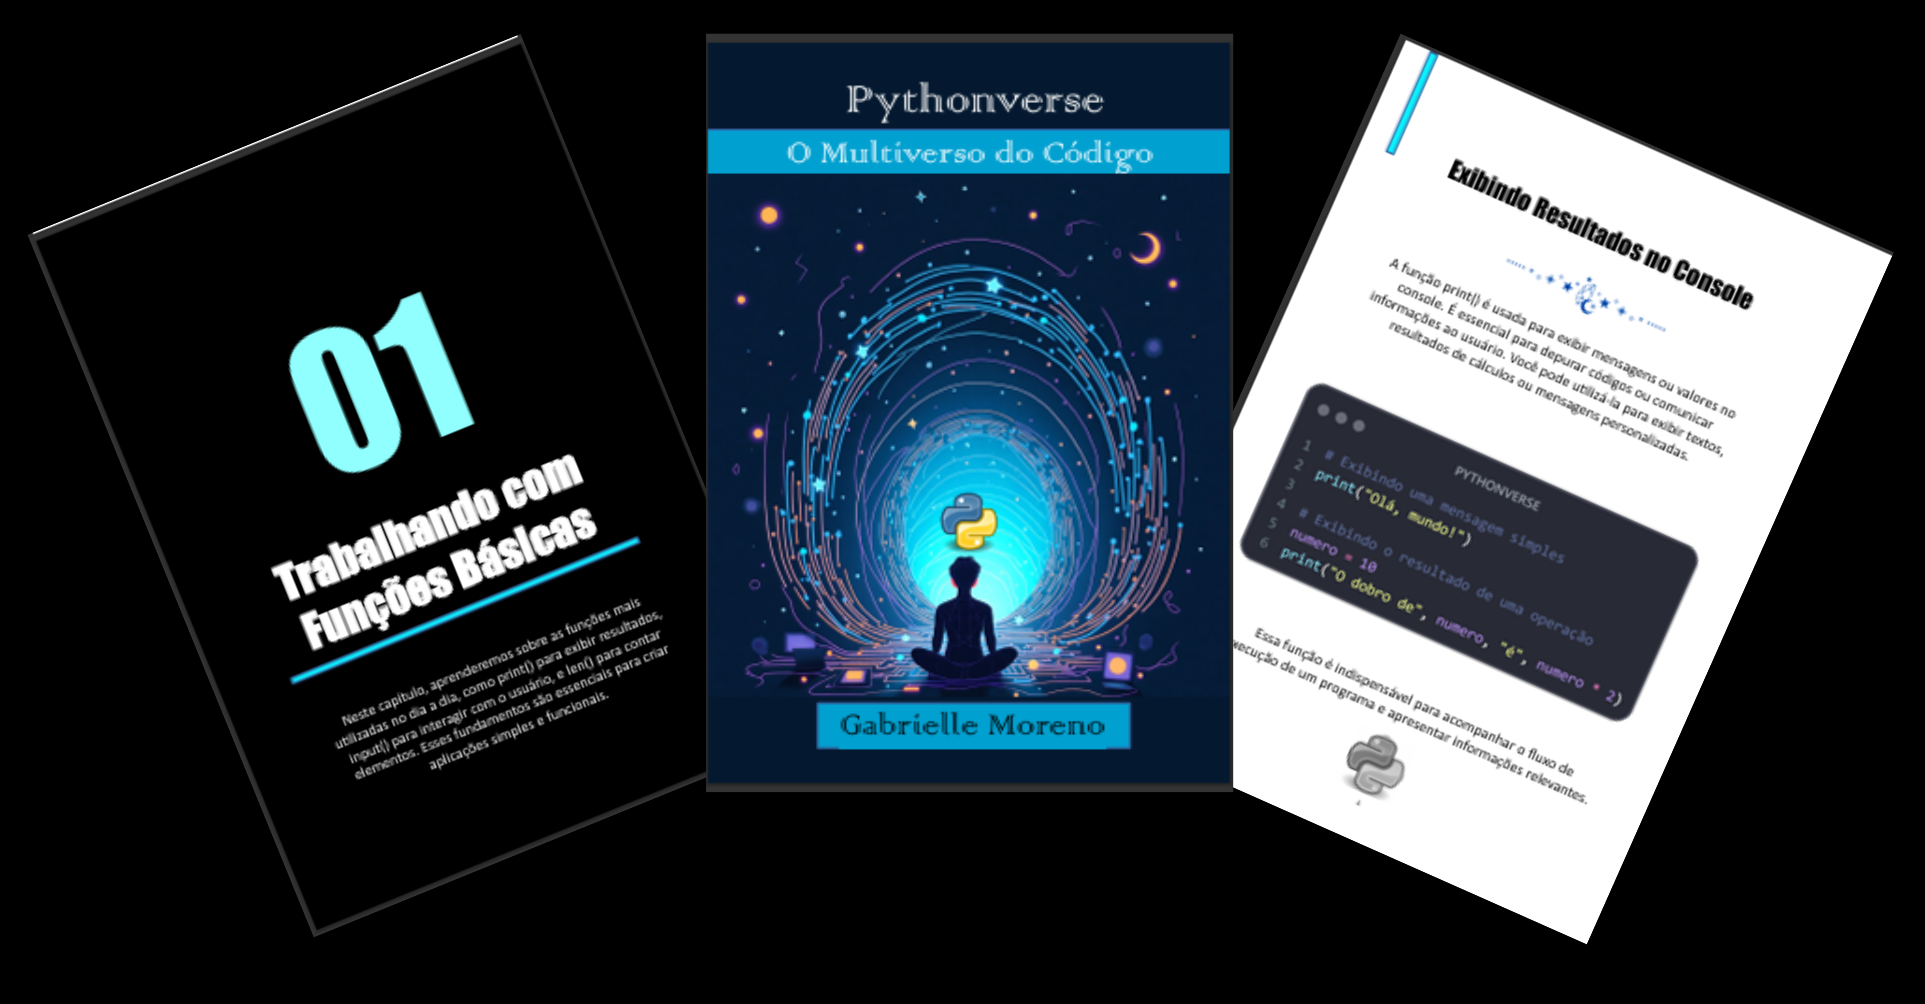 01
Trabalhando com
Funções Básicas
Neste capítulo, aprenderemos sobre as funções mais
utilizadas no dia a dia, como print() para exibir resultados,
input() para interagir com o usuário, e len() para contar
elementos. Esses fundamentos são essenciais para criar
aplicações simples e funcionais.
Pythonverse
O Multiverso do Código
Gabrielle Moreno
Exibindo Resultados no Console
A função print() é usada para exibir mensagens ou valores no
console. É essencial para depurar códigos ou comunicar
informações ao usuário. Você pode utilizá-la para exibir textos,
resultados de cálculos ou mensagens personalizadas.
PYTHONVERSE
1 # Exibindo uma mensagem simples
2 print("Olá, mundo!")
3
4 # Exibindo o resultado de uma operação
5 numero = 10
6 print("O dobro de", numero, "é", numero * 2)
Essa função é indispensável para acompanhar o fluxo de
xecução de um programa e apresentar informações relevantes.